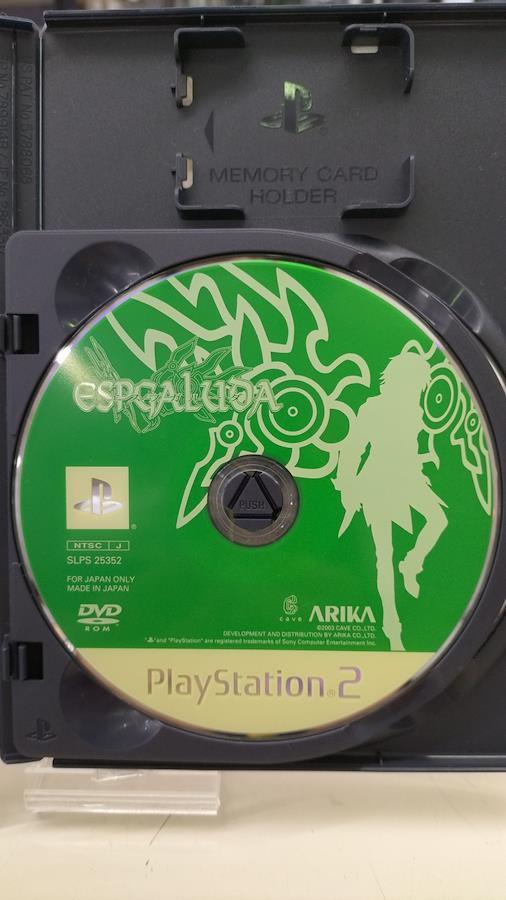 MEMORY CARD
HOLDER
ESPGALUDA
PUSH
NTSC J
SLPS 25352
FOR JAPAN ONLY
MADE IN JAPAN
DVD
ROM
cave ARIKA
©2003 CAVE CO.,LTD.
DEVELOPMENT AND DISTRIBUTION BY ARIKA CO.,LTD.
"PS" and "PlayStation" are registered trademarks of Sony Computer Entertainment Inc.
PlayStation®2